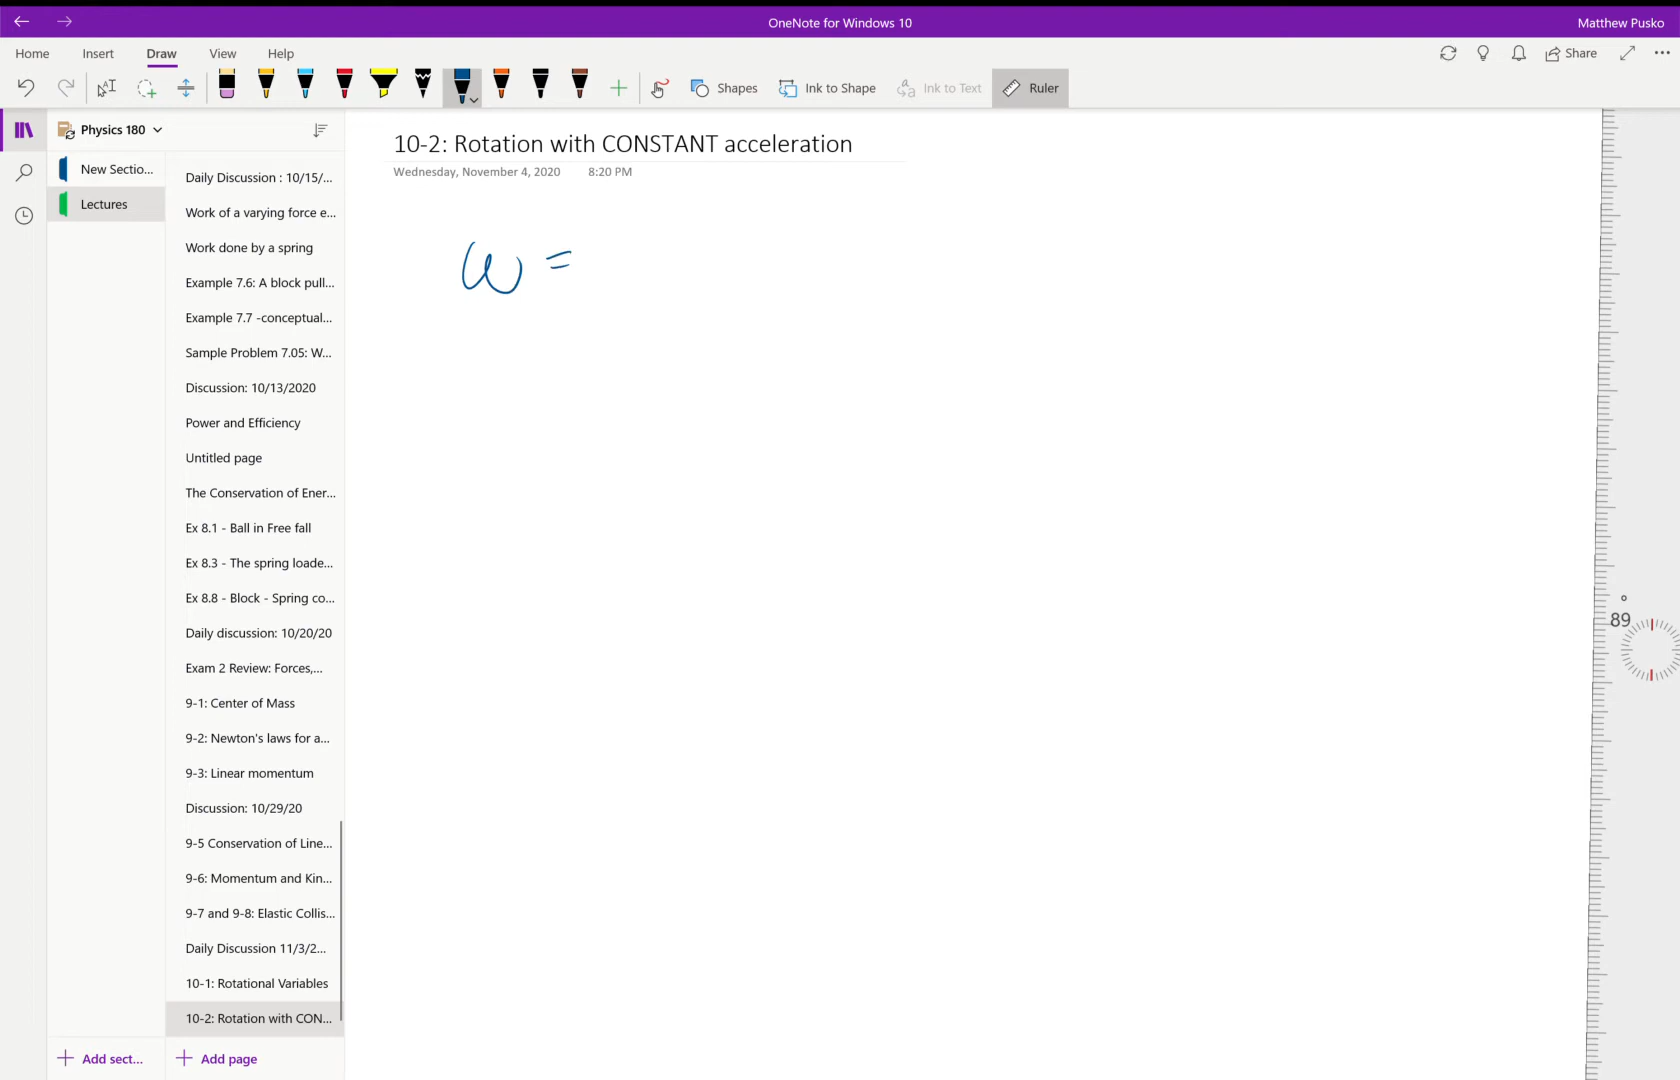 OneNote for Windows 10
Matthew Pusko
Home Insert Draw View Help
Share
Shapes Ink to Shape Ink to Text Ruler
Physics 180
New Sectio...
Lectures
Daily Discussion : 10/15/...
Work of a varying force e...
Work done by a spring
Example 7.6: A block pull...
Example 7.7 -conceptual...
Sample Problem 7.05: W...
Discussion: 10/13/2020
Power and Efficiency
Untitled page
The Conservation of Ener...
Ex 8.1 - Ball in Free fall
Ex 8.3 - The spring loade...
Ex 8.8 - Block - Spring co...
Daily discussion: 10/20/20
Exam 2 Review: Forces,...
9-1: Center of Mass
9-2: Newton's laws for a...
9-3: Linear momentum
Discussion: 10/29/20
9-5 Conservation of Line...
9-6: Momentum and Kin...
9-7 and 9-8: Elastic Collis...
Daily Discussion 11/3/2...
10-1: Rotational Variables
10-2: Rotation with CON...
Add sect...
Add page
10-2: Rotation with CONSTANT acceleration
Wednesday, November 4, 2020 8:20 PM
ω =
89°